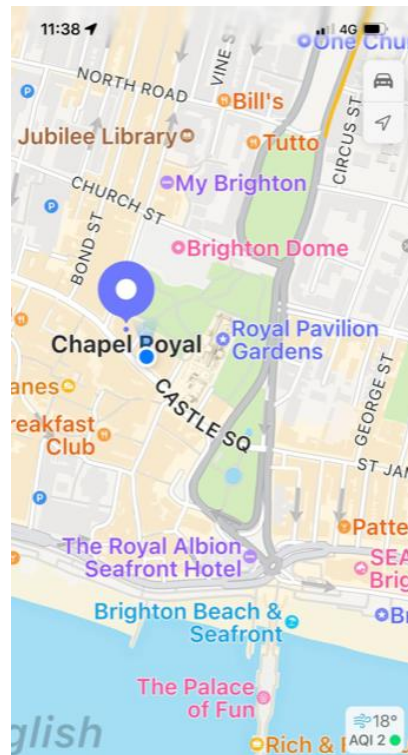 11:38
4G
One Chu
VINE S
NORTH ROAD
Bill's
CIRCUS ST
Jubilee Library
Tutto
CHURCH ST
My Brighton
BOND ST
Brighton Dome
Chapel Royal
Royal Pavilion
Gardens
CASTLE SQ
GEORGE ST
anes
reakfast
Club
ST JAM
Patte
The Royal Albion
Seafront Hotel
SEA
Brig
Brighton Beach &
Seafront
Br
The Palace
of Fun
glish
Rich &
18°
AQI 2